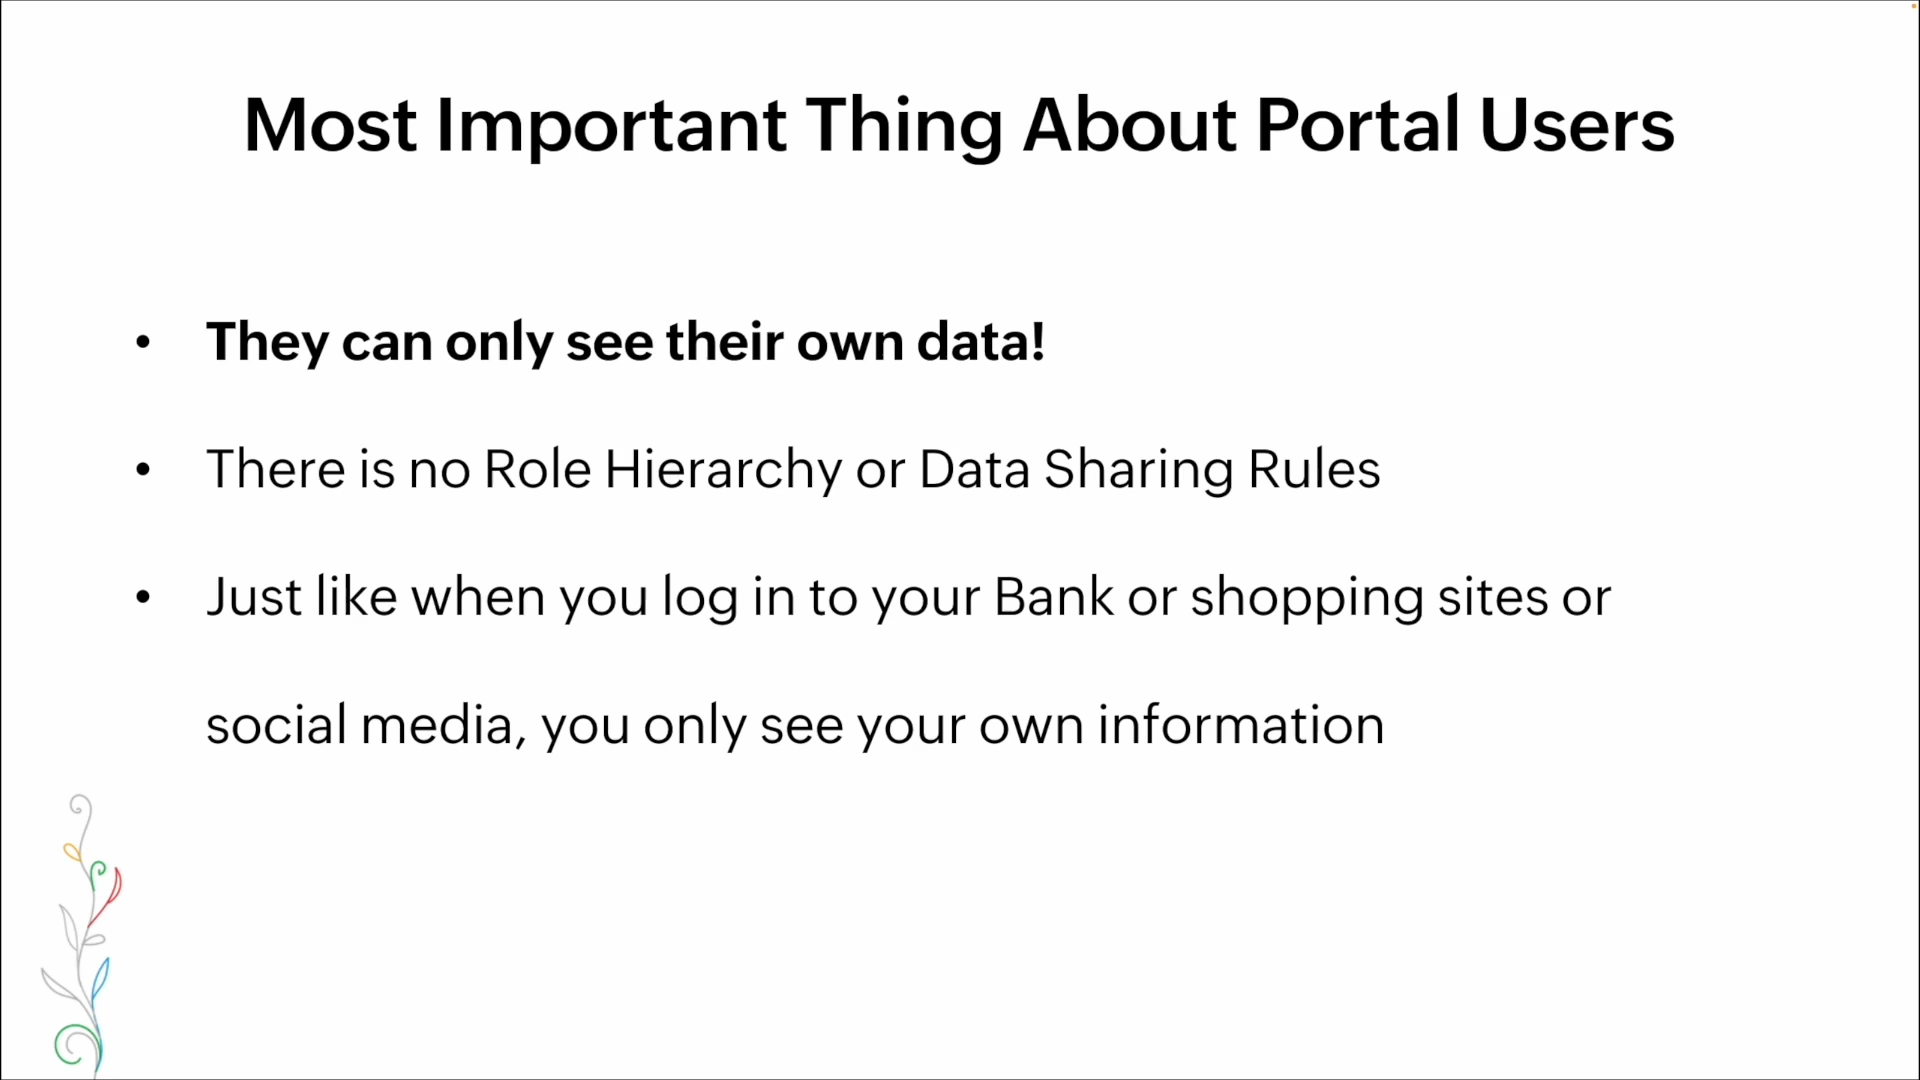 Most Important Thing About Portal Users
• They can only see their own data!
• There is no Role Hierarchy or Data Sharing Rules
• Just like when you log in to your Bank or shopping sites or
social media, you only see your own information